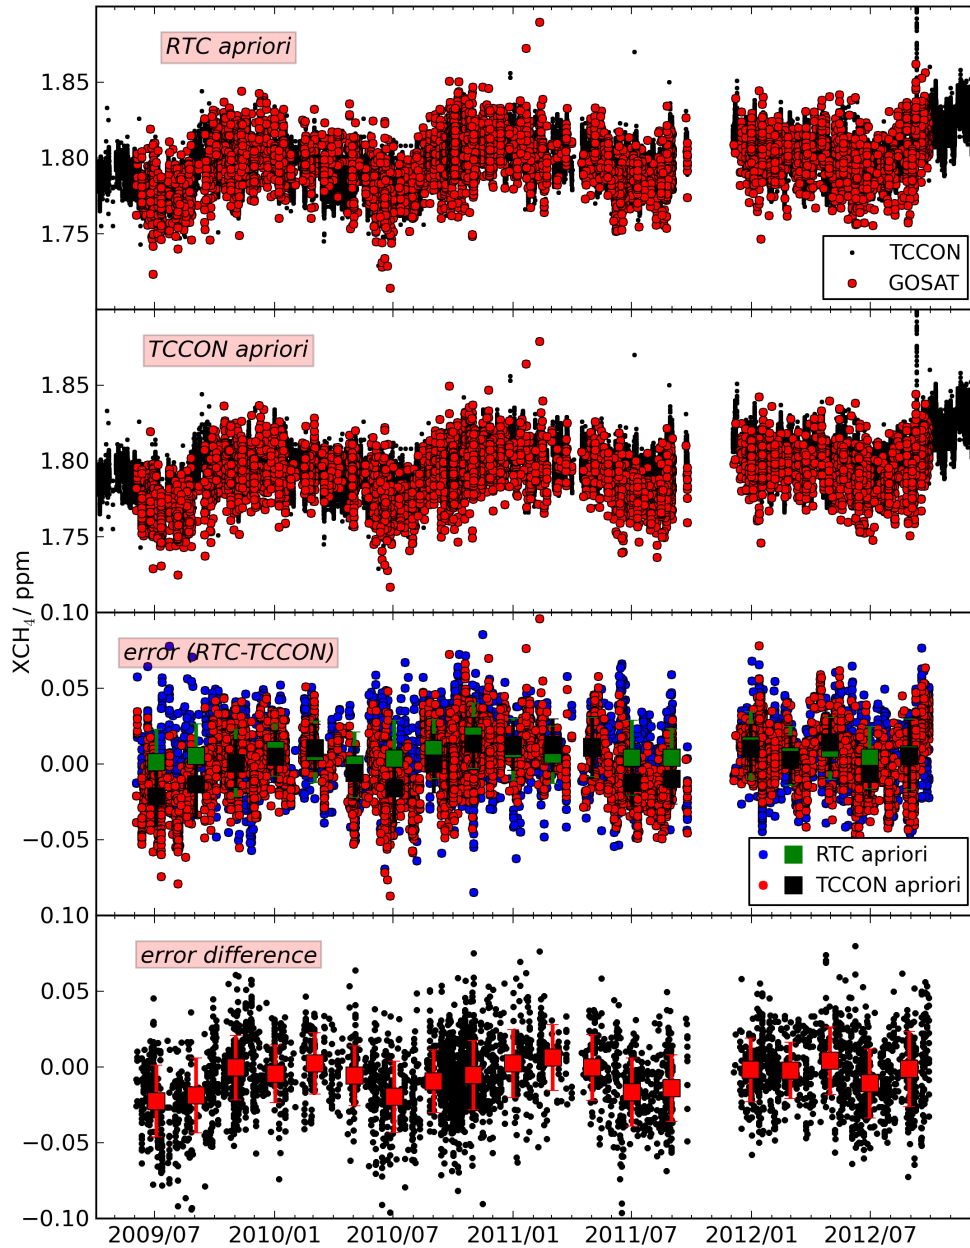 RTC apriori
1.85
1.80
1.75
TCCON
GOSAT
TCCON apriori
1.85
1.80
1.75
XCH4 / ppm
0.10
error (RTC-TCCON)
0.05
0.00
−0.05
RTC apriori
TCCON apriori
0.10
error difference
0.05
0.00
−0.05
−0.10
2009/07 2010/01 2010/07 2011/01 2011/07 2012/01 2012/07